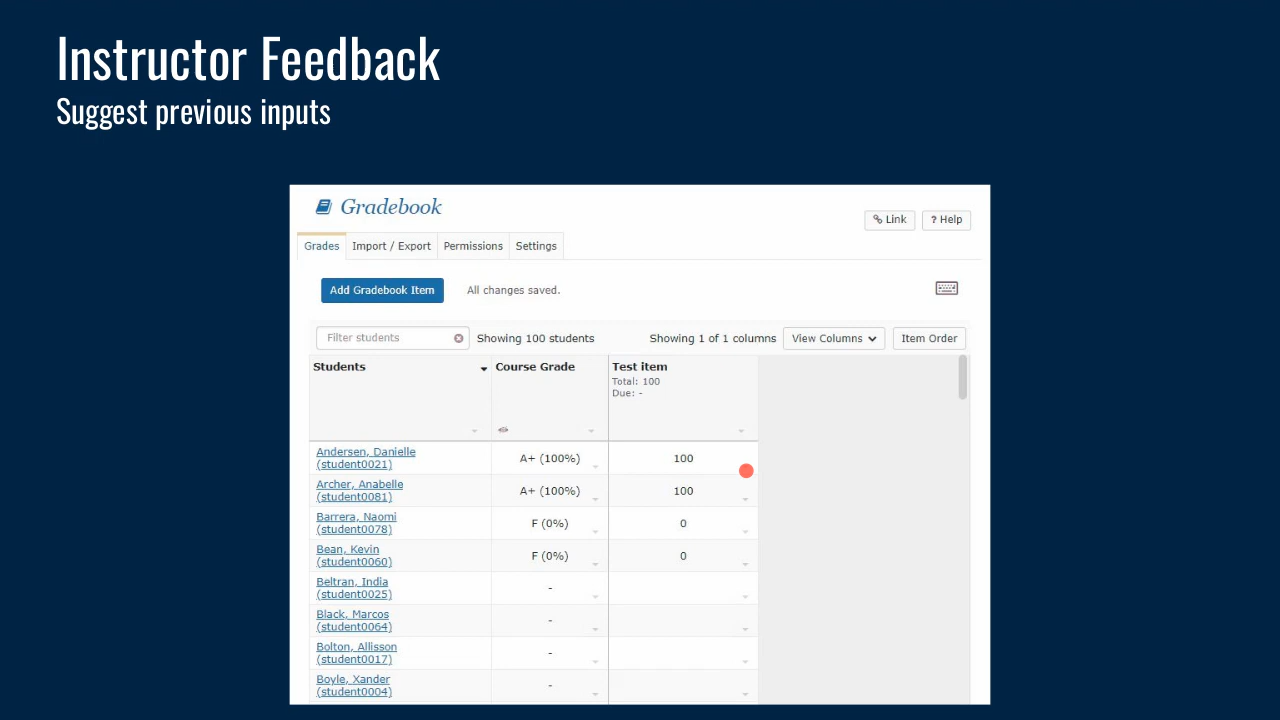 Instructor Feedback
Suggest previous inputs
Gradebook
Link
? Help
Grades
Import / Export
Permissions
Settings
Add Gradebook Item
All changes saved.
Filter students
Showing 100 students
Showing 1 of 1 columns
View Columns
Item Order
Students
Course Grade
Test item
Total: 100
Due: -
Andersen, Danielle
(student0021)
A+ (100%)
100
Archer, Anabelle
(student0081)
A+ (100%)
100
Barrera, Naomi
(student0078)
F (0%)
0
Bean, Kevin
(student0060)
F (0%)
0
Beltran, India
(student0025)
-
Black, Marcos
(student0064)
-
Bolton, Allisson
(student0017)
-
Boyle, Xander
(student0004)
-